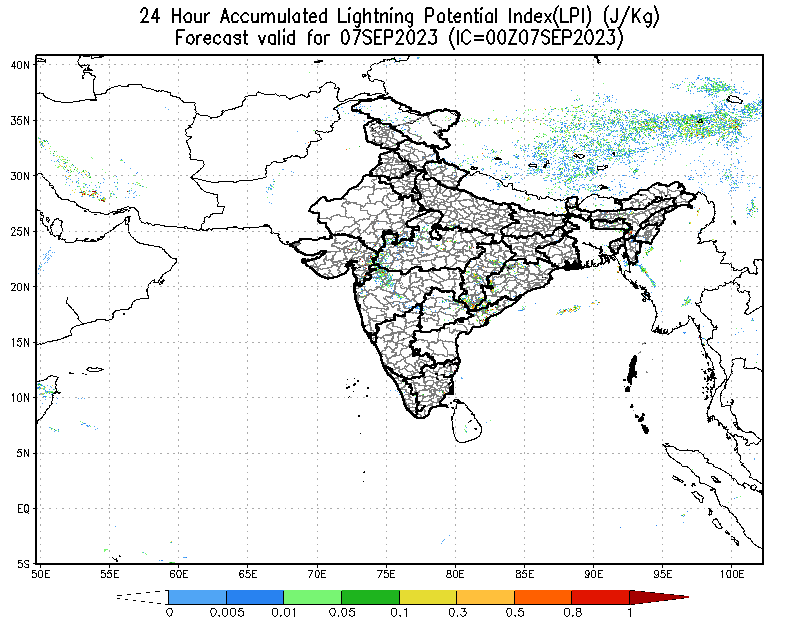 24 Hour Accumulated Lightning Potential Index(LPI) (J/Kg)
Forecast valid for 07SEP2023 (IC=00Z07SEP2023)
40N
35N
30N
25N
20N
15N
10N
5N
EQ
5S
50E 55E 60E 65E 70E 75E 80E 85E 90E 95E 100E
0 0.005 0.01 0.05 0.1 0.3 0.5 0.8 1